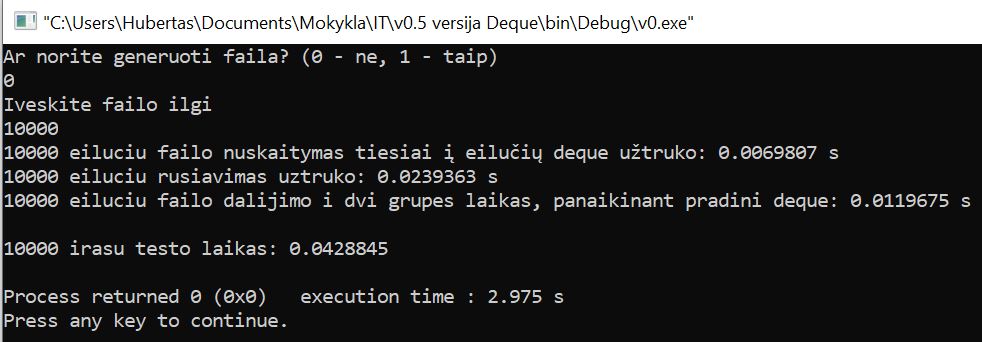 "C:\Users\Hubertas\Documents\Mokykla\IT\v0.5 versija Deque\bin\Debug\v0.exe"
Ar norite generuoti faila? (0 - ne, 1 - taip)
0
Iveskite failo ilgi
10000
10000 eiluciu failo nuskaitymas tiesiai į eilučių deque užtruko: 0.0069807 s
10000 eiluciu rusiavimas uztruko: 0.0239363 s
10000 eiluciu failo dalijimo i dvi grupes laikas, panaikinant pradini deque: 0.0119675 s
10000 irasu testo laikas: 0.0428845
Process returned 0 (0x0)   execution time : 2.975 s
Press any key to continue.